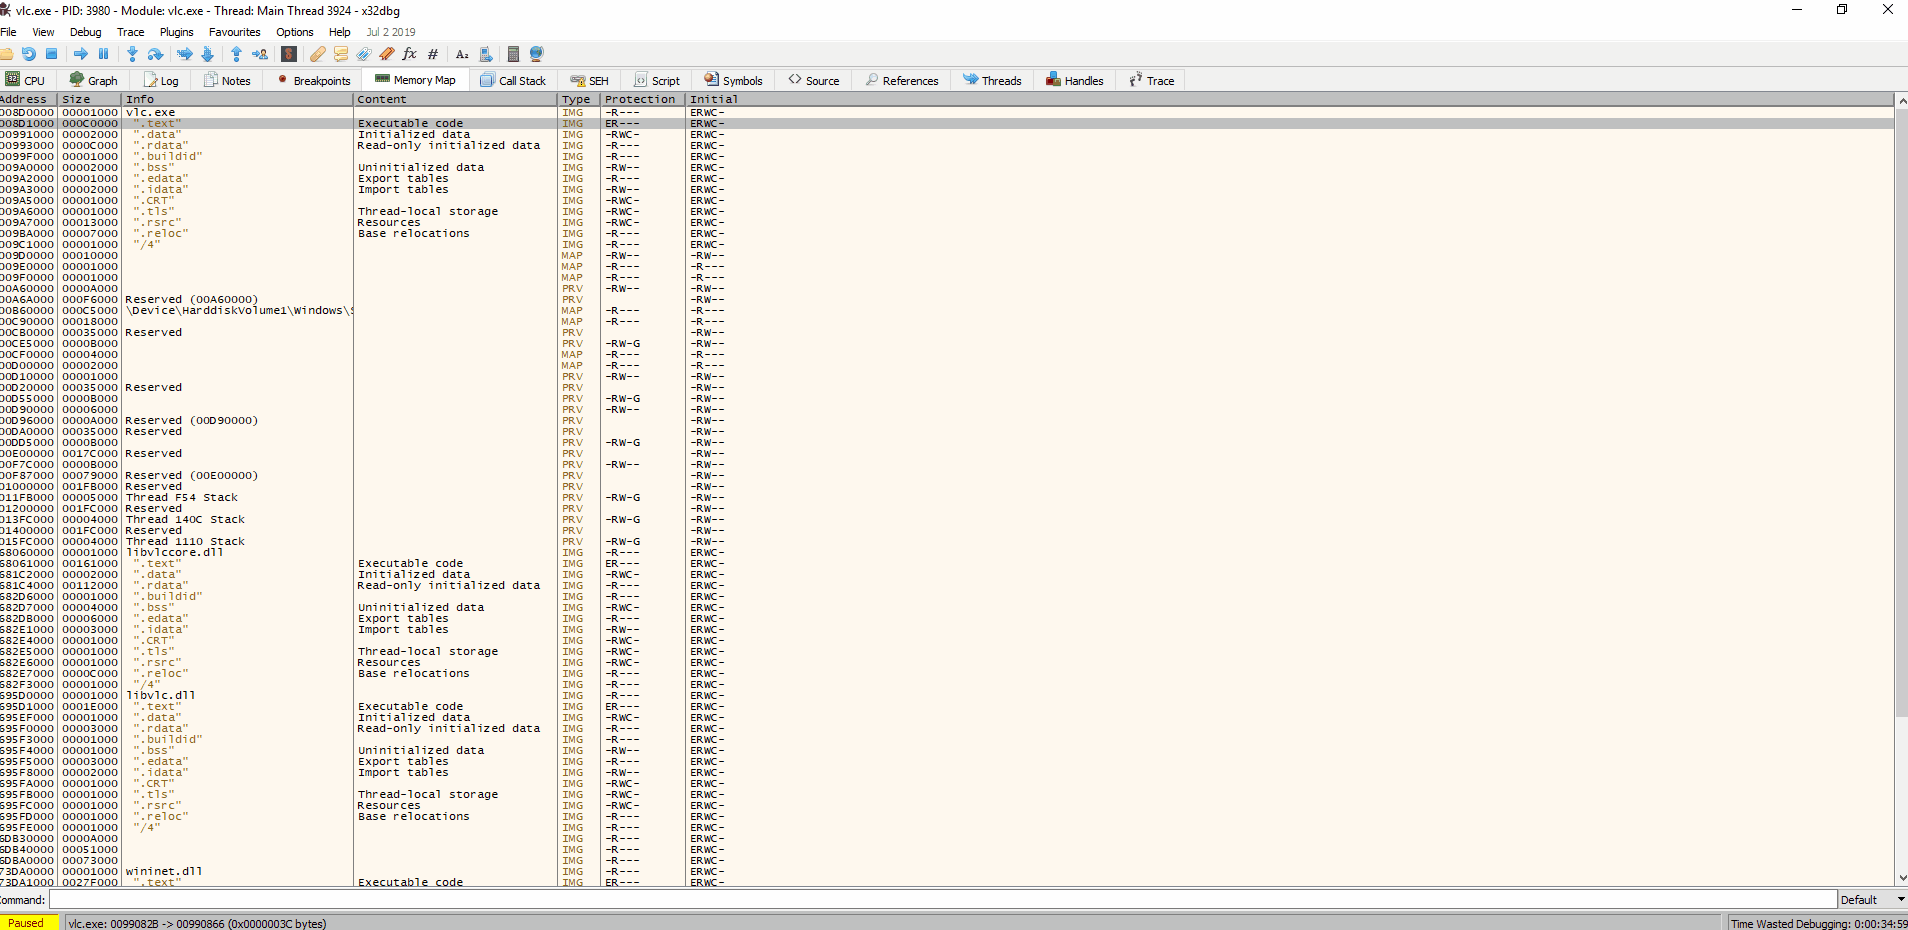 vlc.exe - PID: 3980 - Module: vlc.exe - Thread: Main Thread 3924 - x32dbg
File View Debug Trace Plugins Favourites Options Help Jul 2 2019
CPU Graph Log Notes Breakpoints Memory Map Call Stack SEH Script Symbols Source References Threads Handles Trace
Address Size Info Content Type Protection Initial
008D0000 00001000 vlc.exe IMG -R--- ERWC-
008D1000 000C0000 ".text" Executable code IMG ER--- ERWC-
00991000 00002000 ".data" Initialized data IMG -RWC- ERWC-
00993000 0000C000 ".rdata" Read-only initialized data IMG -R--- ERWC-
0099F000 00001000 ".buildid" IMG -R--- ERWC-
009A0000 00002000 ".bss" Uninitialized data IMG -RW-- ERWC-
009A2000 00001000 ".edata" Export tables IMG -R--- ERWC-
009A3000 00002000 ".idata" Import tables IMG -RW-- ERWC-
009A5000 00001000 ".CRT" IMG -RWC- ERWC-
009A6000 00001000 ".tls" Thread-local storage IMG -RWC- ERWC-
009A7000 00013000 ".rsrc" Resources IMG -RWC- ERWC-
009BA000 00007000 ".reloc" Base relocations IMG -R--- ERWC-
009C1000 00001000 "/4" IMG -R--- ERWC-
009D0000 00010000 MAP -RW-- -RW--
009E0000 00001000 MAP -R--- -R---
009F0000 00001000 MAP -R--- -R---
00A60000 0000A000 PRV -RW-- -RW--
00A6A000 000F6000 Reserved (00A60000) PRV -RW--
00B60000 000C5000 \Device\HarddiskVolume1\Windows\S MAP -R--- -R---
00C90000 00018000 MAP -R--- -R---
00CB0000 00035000 Reserved PRV -RW--
00CE5000 0000B000 PRV -RW-G -RW--
00CF0000 00004000 MAP -R--- -R---
00D00000 00002000 MAP -R--- -R---
00D10000 00001000 PRV -RW-- -RW--
00D20000 00035000 Reserved PRV -RW--
00D55000 0000B000 PRV -RW-G -RW--
00D90000 00006000 PRV -RW-- -RW--
00D96000 0000A000 Reserved (00D90000) PRV -RW--
00DA0000 00035000 Reserved PRV -RW--
00DD5000 0000B000 PRV -RW-G -RW--
00E00000 0017C000 Reserved PRV -RW--
00F7C000 0000B000 PRV -RW-- -RW--
00F87000 00079000 Reserved (00E00000) PRV -RW--
01000000 001FB000 Reserved PRV -RW--
011FB000 00005000 Thread F54 Stack PRV -RW-G -RW--
01200000 001FC000 Reserved PRV -RW--
013FC000 00004000 Thread 140C Stack PRV -RW-G -RW--
01400000 001FC000 Reserved PRV -RW--
015FC000 00004000 Thread 1110 Stack PRV -RW-G -RW--
68060000 00001000 libvlccore.dll IMG -R--- ERWC-
68061000 00161000 ".text" Executable code IMG ER--- ERWC-
681C2000 00002000 ".data" Initialized data IMG -RWC- ERWC-
681C4000 00112000 ".rdata" Read-only initialized data IMG -R--- ERWC-
682D6000 00001000 ".buildid" IMG -R--- ERWC-
682D7000 00004000 ".bss" Uninitialized data IMG -RWC- ERWC-
682DB000 00006000 ".edata" Export tables IMG -R--- ERWC-
682E1000 00003000 ".idata" Import tables IMG -RW-- ERWC-
682E4000 00001000 ".CRT" IMG -RWC- ERWC-
682E5000 00001000 ".tls" Thread-local storage IMG -RWC- ERWC-
682E6000 00001000 ".rsrc" Resources IMG -RWC- ERWC-
682E7000 0000C000 ".reloc" Base relocations IMG -R--- ERWC-
682F3000 00001000 "/4" IMG -R--- ERWC-
695D0000 00001000 libvlc.dll IMG -R--- ERWC-
695D1000 0001E000 ".text" Executable code IMG ER--- ERWC-
695EF000 00001000 ".data" Initialized data IMG -RWC- ERWC-
695F0000 00003000 ".rdata" Read-only initialized data IMG -R--- ERWC-
695F3000 00001000 ".buildid" IMG -R--- ERWC-
695F4000 00001000 ".bss" Uninitialized data IMG -RW-- ERWC-
695F5000 00003000 ".edata" Export tables IMG -R--- ERWC-
695F8000 00002000 ".idata" Import tables IMG -RW-- ERWC-
695FA000 00001000 ".CRT" IMG -RWC- ERWC-
695FB000 00001000 ".tls" Thread-local storage IMG -RWC- ERWC-
695FC000 00001000 ".rsrc" Resources IMG -RWC- ERWC-
695FD000 00001000 ".reloc" Base relocations IMG -R--- ERWC-
695FE000 00001000 "/4" IMG -R--- ERWC-
6DB30000 0000A000 IMG -R--- ERWC-
6DB40000 00051000 IMG -R--- ERWC-
6DBA0000 00073000 IMG -R--- ERWC-
73DA0000 00001000 wininet.dll IMG -R--- ERWC-
73DA1000 0027F000 ".text" Executable code IMG ER--- ERWC-
Command: Default
Paused vlc.exe: 0099082B -> 00990866 (0x0000003C bytes) Time Wasted Debugging: 0:00:34:59